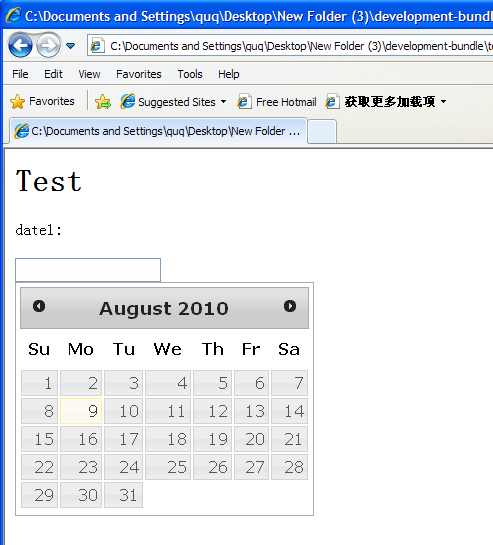 C:\Documents and Settings\quq\Desktop\New Folder (3)\development-bundl
C:\Documents and Settings\quq\Desktop\New Folder (3)\development-bundle\te
File Edit View Favorites Tools Help
Favorites Suggested Sites Free Hotmail 获取更多加载项
C:\Documents and Settings\quq\Desktop\New Folder ...
Test
date1:
August 2010
Su Mo Tu We Th Fr Sa
1 2 3 4 5 6 7
8 9 10 11 12 13 14
15 16 17 18 19 20 21
22 23 24 25 26 27 28
29 30 31